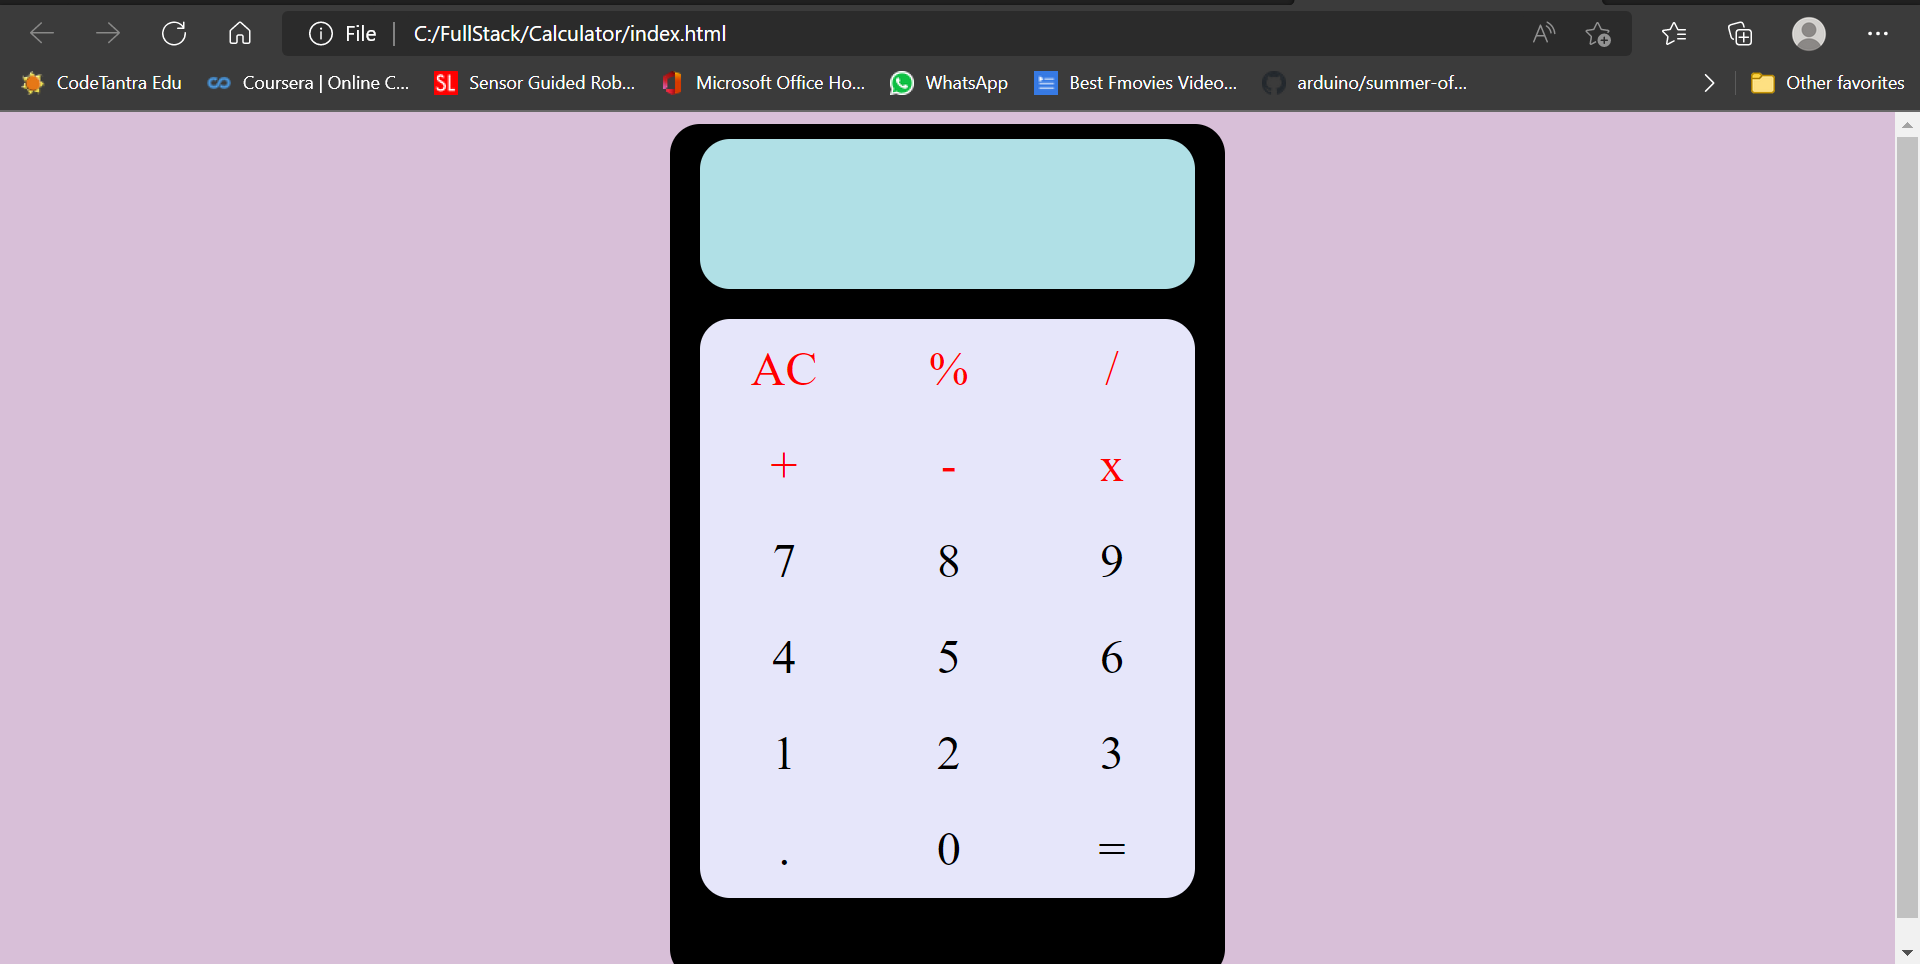 File | C:/FullStack/Calculator/index.html A
CodeTantra Edu Coursera | Online C... SL Sensor Guided Rob... Microsoft Office Ho... WhatsApp Best Fmovies Video... arduino/summer-of... Other favorites
AC % /
+ - x
7 8 9
4 5 6
1 2 3
. 0 =